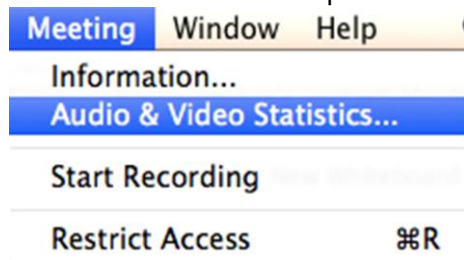 Meeting Window Help
Information...
Audio & Video Statistics...
Start Recording
Restrict Access ⌘R